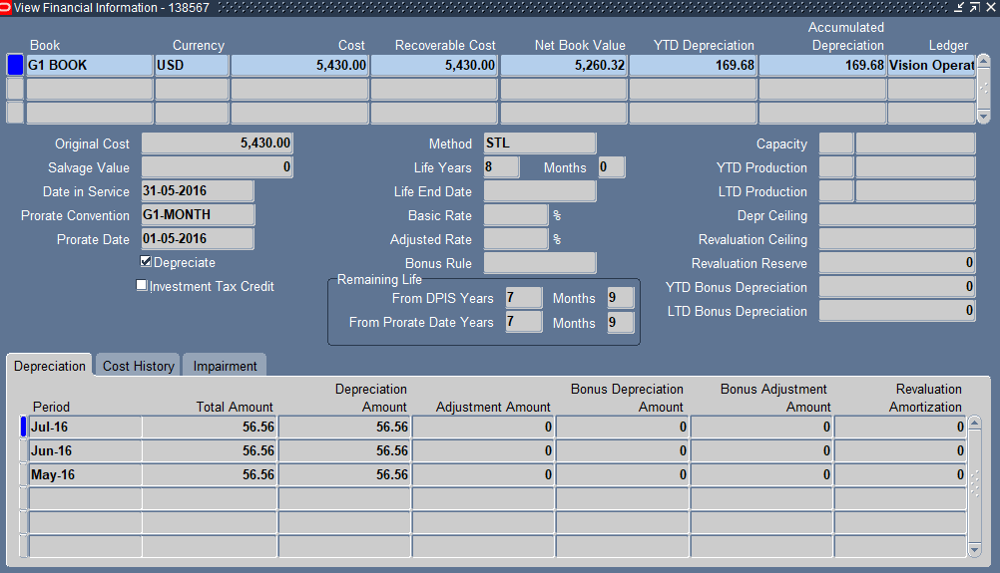 View Financial Information - 138567
Accumulated
Book Currency Cost Recoverable Cost Net Book Value YTD Depreciation Depreciation Ledger
G1 BOOK USD 5,430.00 5,430.00 5,260.32 169.68 169.68 Vision Operat
Original Cost 5,430.00 Method STL Capacity
Salvage Value 0 Life Years 8 Months 0 YTD Production
Date in Service 31-05-2016 Life End Date LTD Production
Prorate Convention G1-MONTH Basic Rate % Depr Ceiling
Prorate Date 01-05-2016 Adjusted Rate % Revaluation Ceiling
Depreciate Bonus Rule Revaluation Reserve 0
Remaining Life
Investment Tax Credit YTD Bonus Depreciation 0
From DPIS Years 7 Months 9
LTD Bonus Depreciation 0
From Prorate Date Years 7 Months 9
Depreciation Cost History Impairment
Depreciation Bonus Depreciation Bonus Adjustment Revaluation
Period Total Amount Amount Adjustment Amount Amount Amount Amortization
Jul-16 56.56 56.56 0 0 0 0
Jun-16 56.56 56.56 0 0 0 0
May-16 56.56 56.56 0 0 0 0